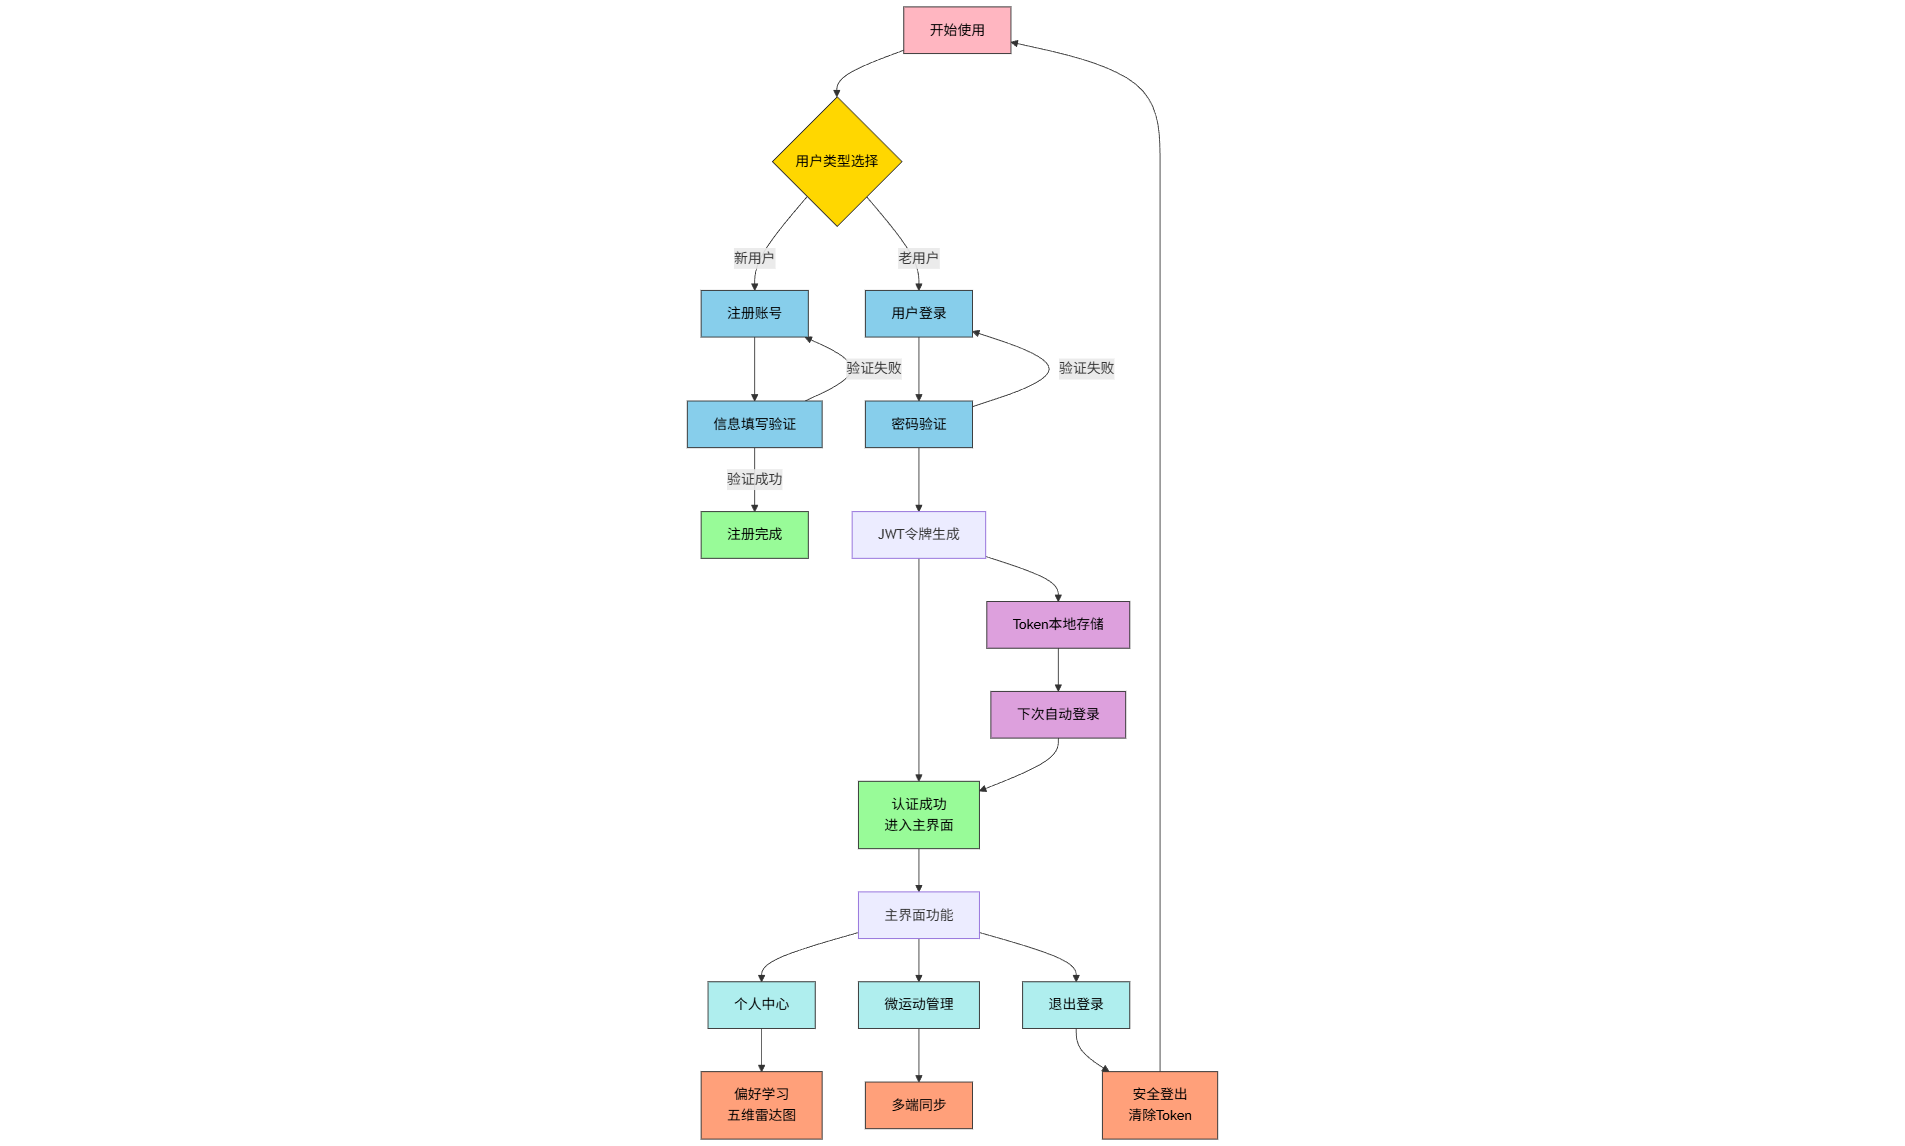 开始使用
用户类型选择
新用户
老用户
注册账号
用户登录
验证失败
验证失败
信息填写验证
密码验证
验证成功
注册完成
JWT令牌生成
Token本地存储
下次自动登录
认证成功
进入主界面
主界面功能
个人中心
微运动管理
退出登录
偏好学习
五维雷达图
多端同步
安全登出
清除Token